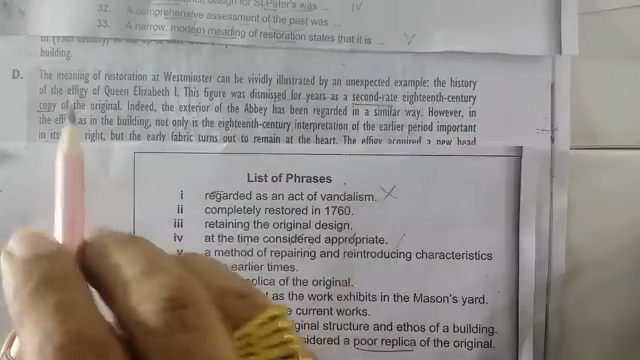 design for St Peter's was ... IV
32. A comprehensive assessment of the past was ...
33. A narrow, modern meaning of restoration states that it is ... V
building.
D. The meaning of restoration at Westminster can be vividly illustrated by an unexpected example: the history
of the effigy of Queen Elizabeth I. This figure was dismissed for years as a second-rate eighteenth-century
copy of the original. Indeed, the exterior of the Abbey has been regarded in a similar way. However, in
the as in the building, not only is the eighteenth-century interpretation of the earlier period important
in right, but the early fabric turns out to remain at the heart. The effigy acquired a new head
List of Phrases
i regarded as an act of vandalism. X
ii completely restored in 1760.
iii retaining the original design.
iv at the time considered appropriate.
v a method of repairing and reintroducing characteristics
earlier times.
of the original.
as the work exhibits in the Mason's yard.
current works.
structure and ethos of a building.
a poor replica of the original.